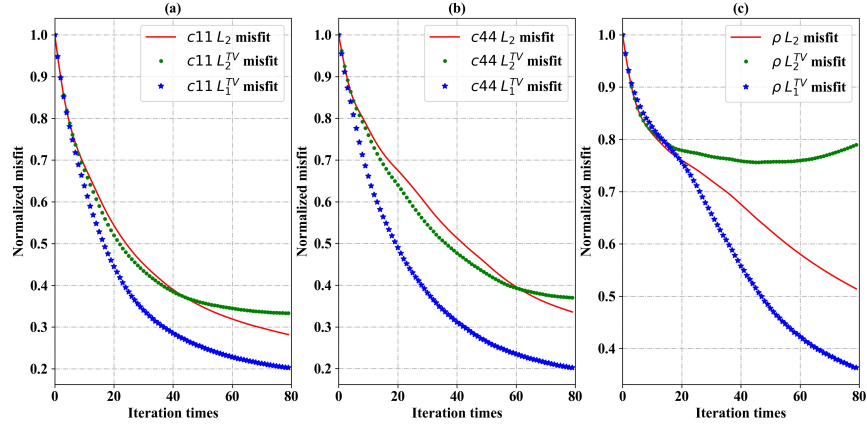 (a)
(b)
(c)
Normalized misfit
1.0
0.9
0.8
0.7
0.6
0.5
0.4
0.3
0.2
0
20
40
60
80
Iteration times
c11 L₂ misfit
c11 L₂ᵀⱽ misfit
c11 L₁ᵀⱽ misfit
Normalized misfit
1.0
0.9
0.8
0.7
0.6
0.5
0.4
0.3
0.2
0
20
40
60
80
Iteration times
c44 L₂ misfit
c44 L₂ᵀⱽ misfit
c44 L₁ᵀⱽ misfit
Normalized misfit
1.0
0.9
0.8
0.7
0.6
0.5
0.4
0
20
40
60
80
Iteration times
ρ L₂ misfit
ρ L₂ᵀⱽ misfit
ρ L₁ᵀⱽ misfit